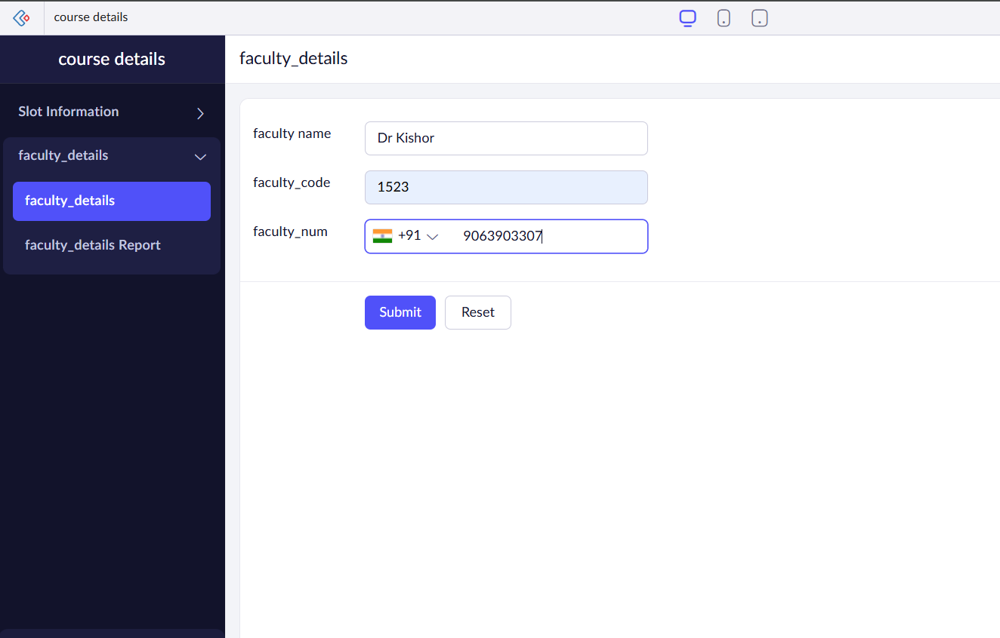 course details
course details
faculty_details
Slot Information
faculty_details
faculty_details
faculty_details Report
faculty name
Dr Kishor
faculty_code
1523
faculty_num
+91
9063903307
Submit
Reset